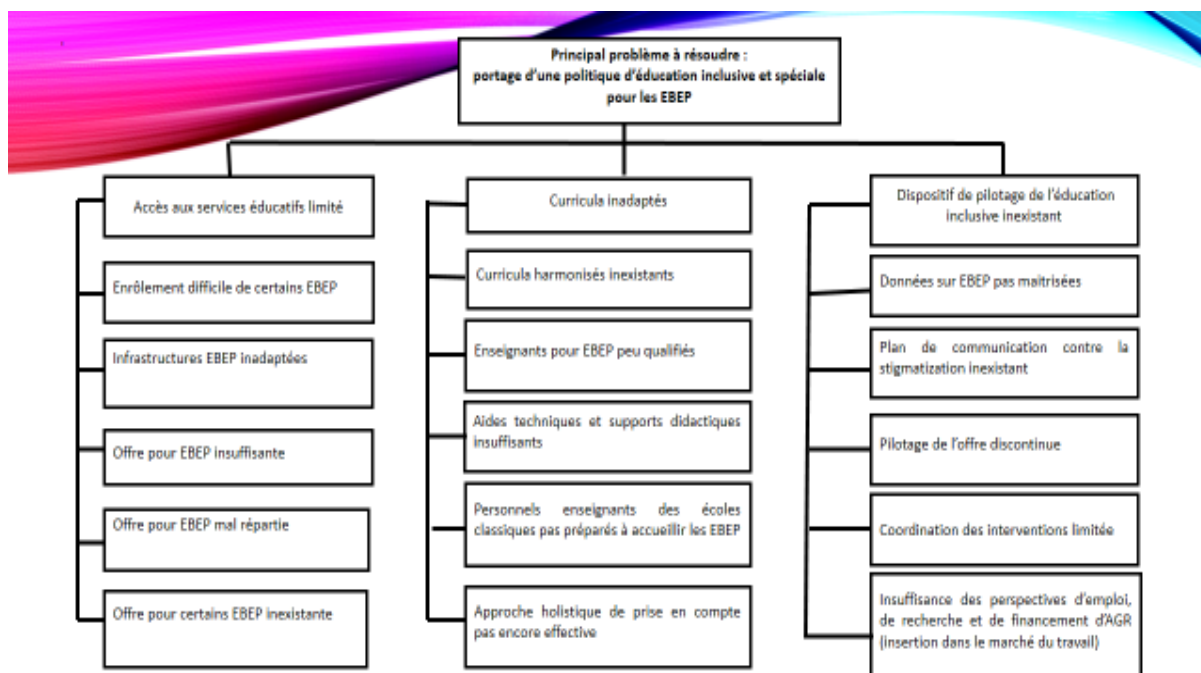 Principal problème à résoudre :
portage d'une politique d'éducation inclusive et spéciale
pour les EBEP
Accès aux services éducatifs limité
Enrôlement difficile de certains EBEP
Infrastructures EBEP inadaptées
Offre pour EBEP insuffisante
Offre pour EBEP mal répartie
Offre pour certains EBEP inexistante
Curricula inadaptés
Curricula harmonisés inexistants
Enseignants pour EBEP peu qualifiés
Aides techniques et supports didactiques
insuffisants
Personnels enseignants des écoles
classiques pas préparés à accueillir les EBEP
Approche holistique de prise en compte
pas encore effective
Dispositif de pilotage de l'éducation
inclusive inexistant
Données sur EBEP pas maitrisées
Plan de communication contre la
stigmatization inexistant
Pilotage de l'offre discontinue
Coordination des interventions limitée
Insuffisance des perspectives d'emploi,
de recherche et de financement d'AGR
(insertion dans le marché du travail)